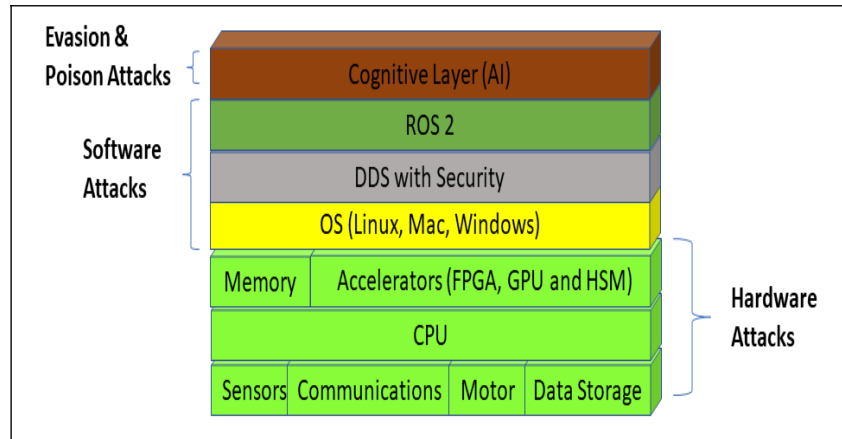 Evasion &
Poison Attacks
Cognitive Layer (AI)
ROS 2
Software
Attacks
DDS with Security
OS (Linux, Mac, Windows)
Memory
Accelerators (FPGA, GPU and HSM)
Hardware
Attacks
CPU
Sensors
Communications
Motor
Data Storage